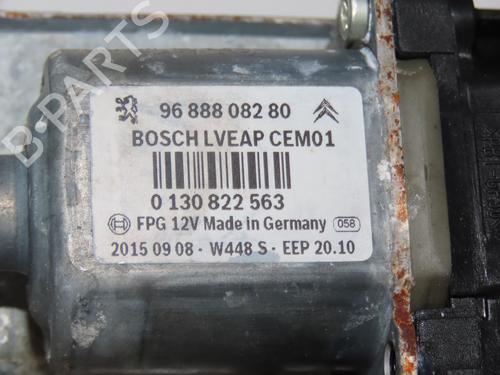 96 888 082 80
BOSCH LVEAP CEM01
0 130 822 563
FPG 12V Made in Germany 058
2015 09 08 - W448 S - EEP 20.10